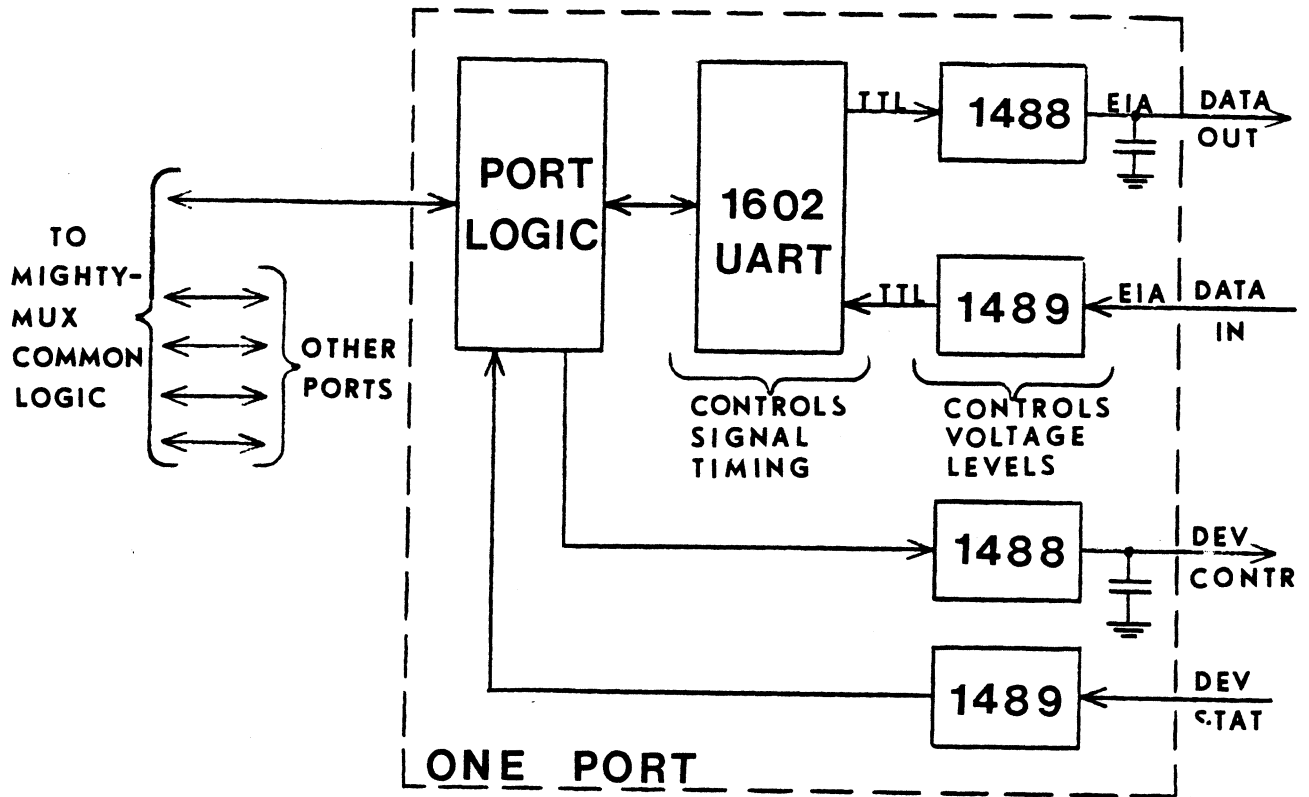 TO
MIGHTY-
MUX
COMMON
LOGIC
OTHER
PORTS
PORT
LOGIC
1602
UART
TTL
1488
EIA
DATA
OUT
TTL
1489
EIA
DATA
IN
CONTROLS
SIGNAL
TIMING
CONTROLS
VOLTAGE
LEVELS
1488
DEV
CONTR
1489
DEV
STAT
ONE PORT